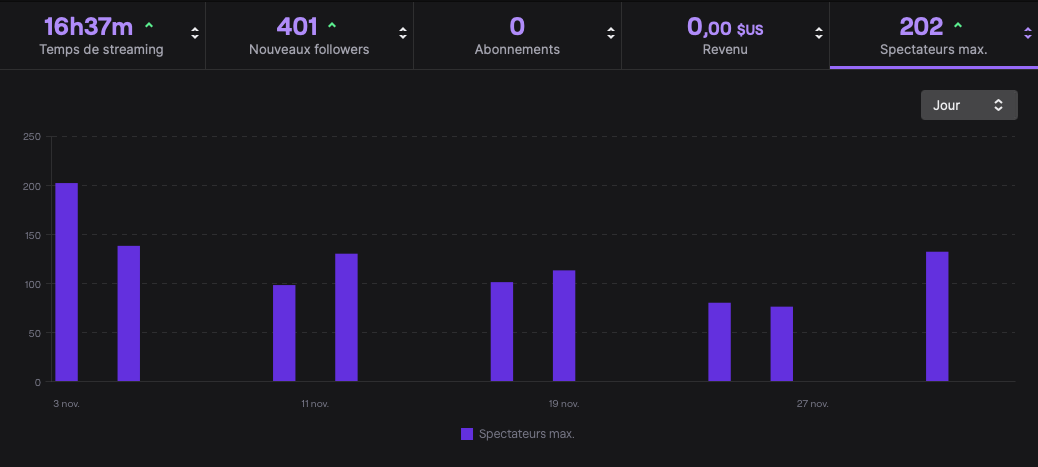 16h37m
Temps de streaming
401
Nouveaux followers
0
Abonnements
0,00 $US
Revenu
202
Spectateurs max.
Jour
250
200
150
100
50
0
3 nov.
11 nov.
19 nov.
27 nov.
Spectateurs max.